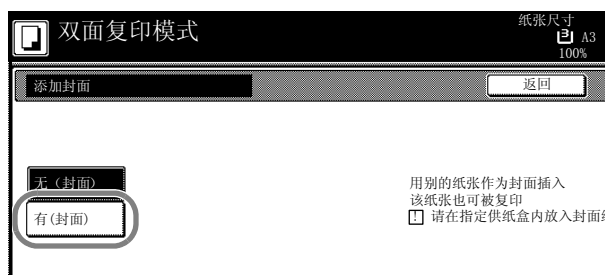 双面复印模式
纸张尺寸
3 A3
100%
添加封面
返回
无（封面）
有(封面)
用别的纸张作为封面插入
该纸张也可被复印
! 请在指定供纸盒内放入封面